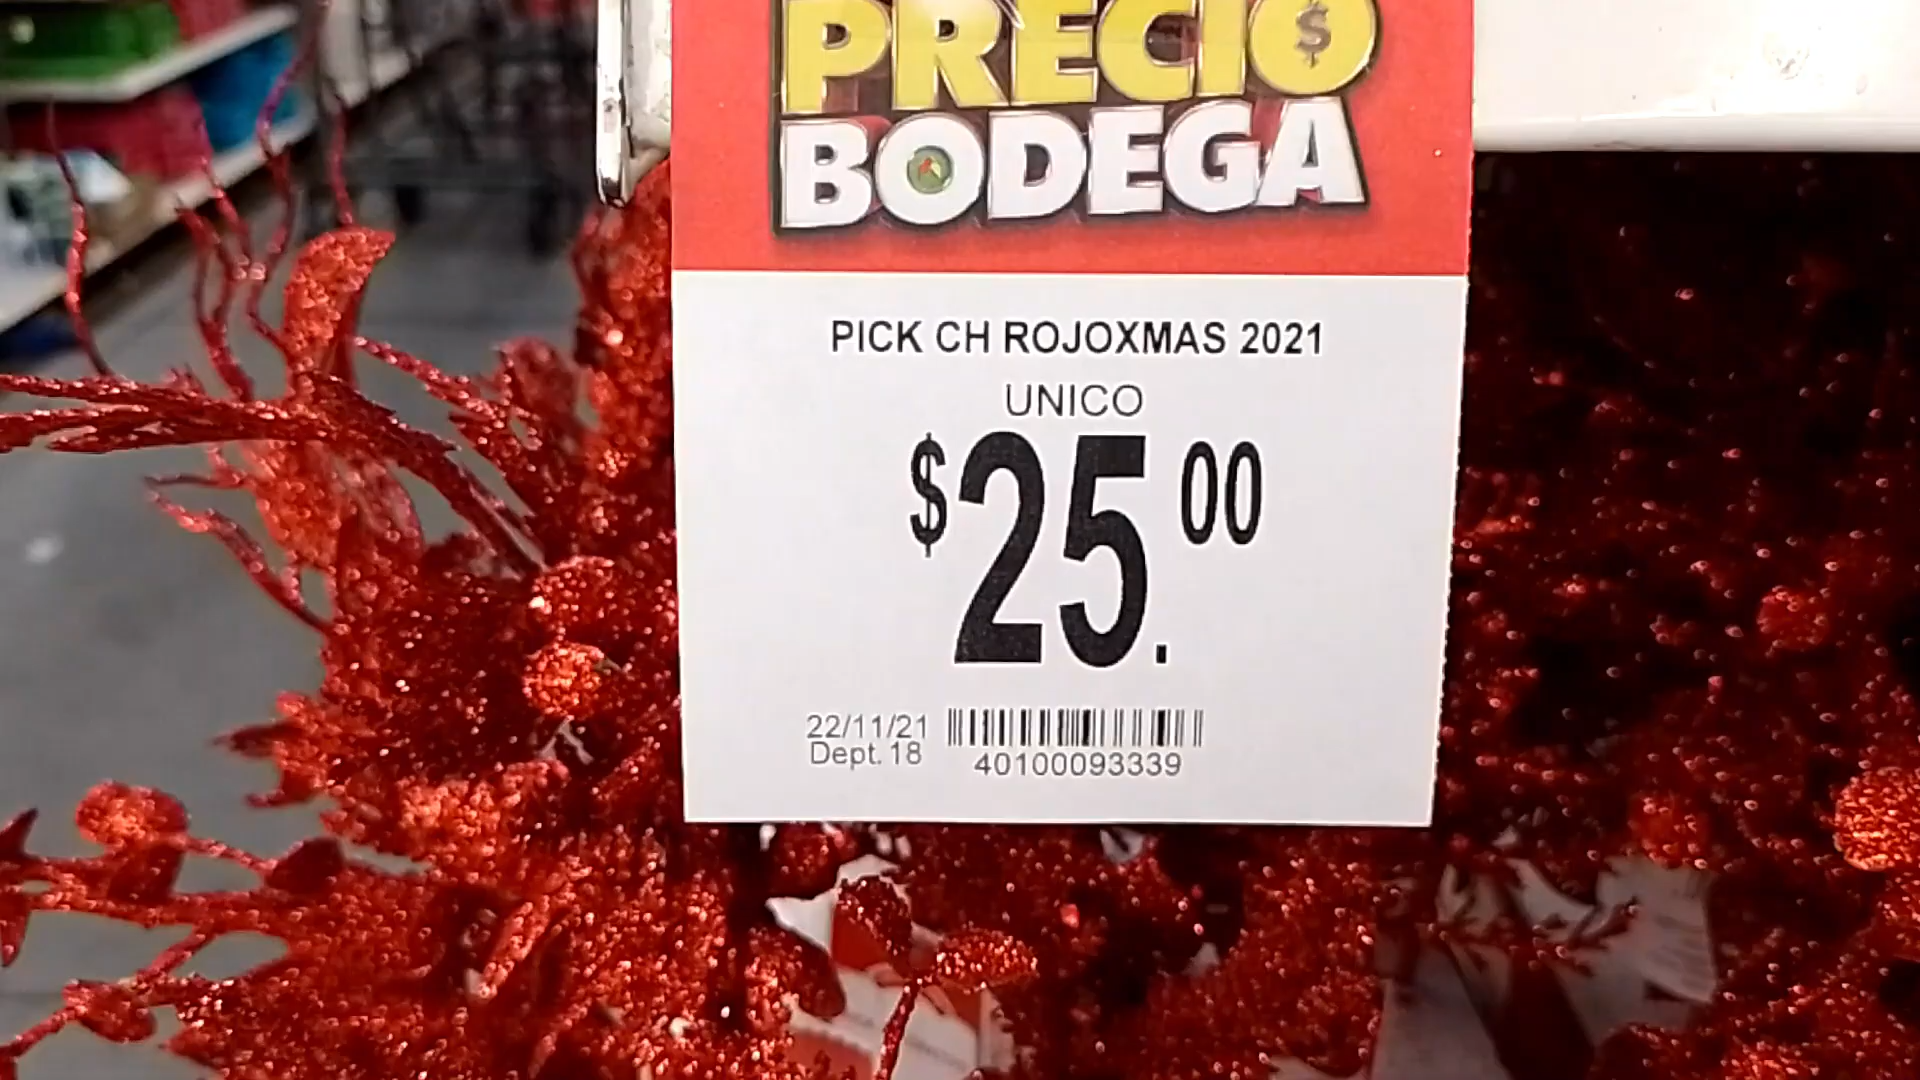 PRECIO $
BODEGA
PICK CH ROJOXMAS 2021
UNICO
$25.00
22/11/21
Dept. 18
40100093339